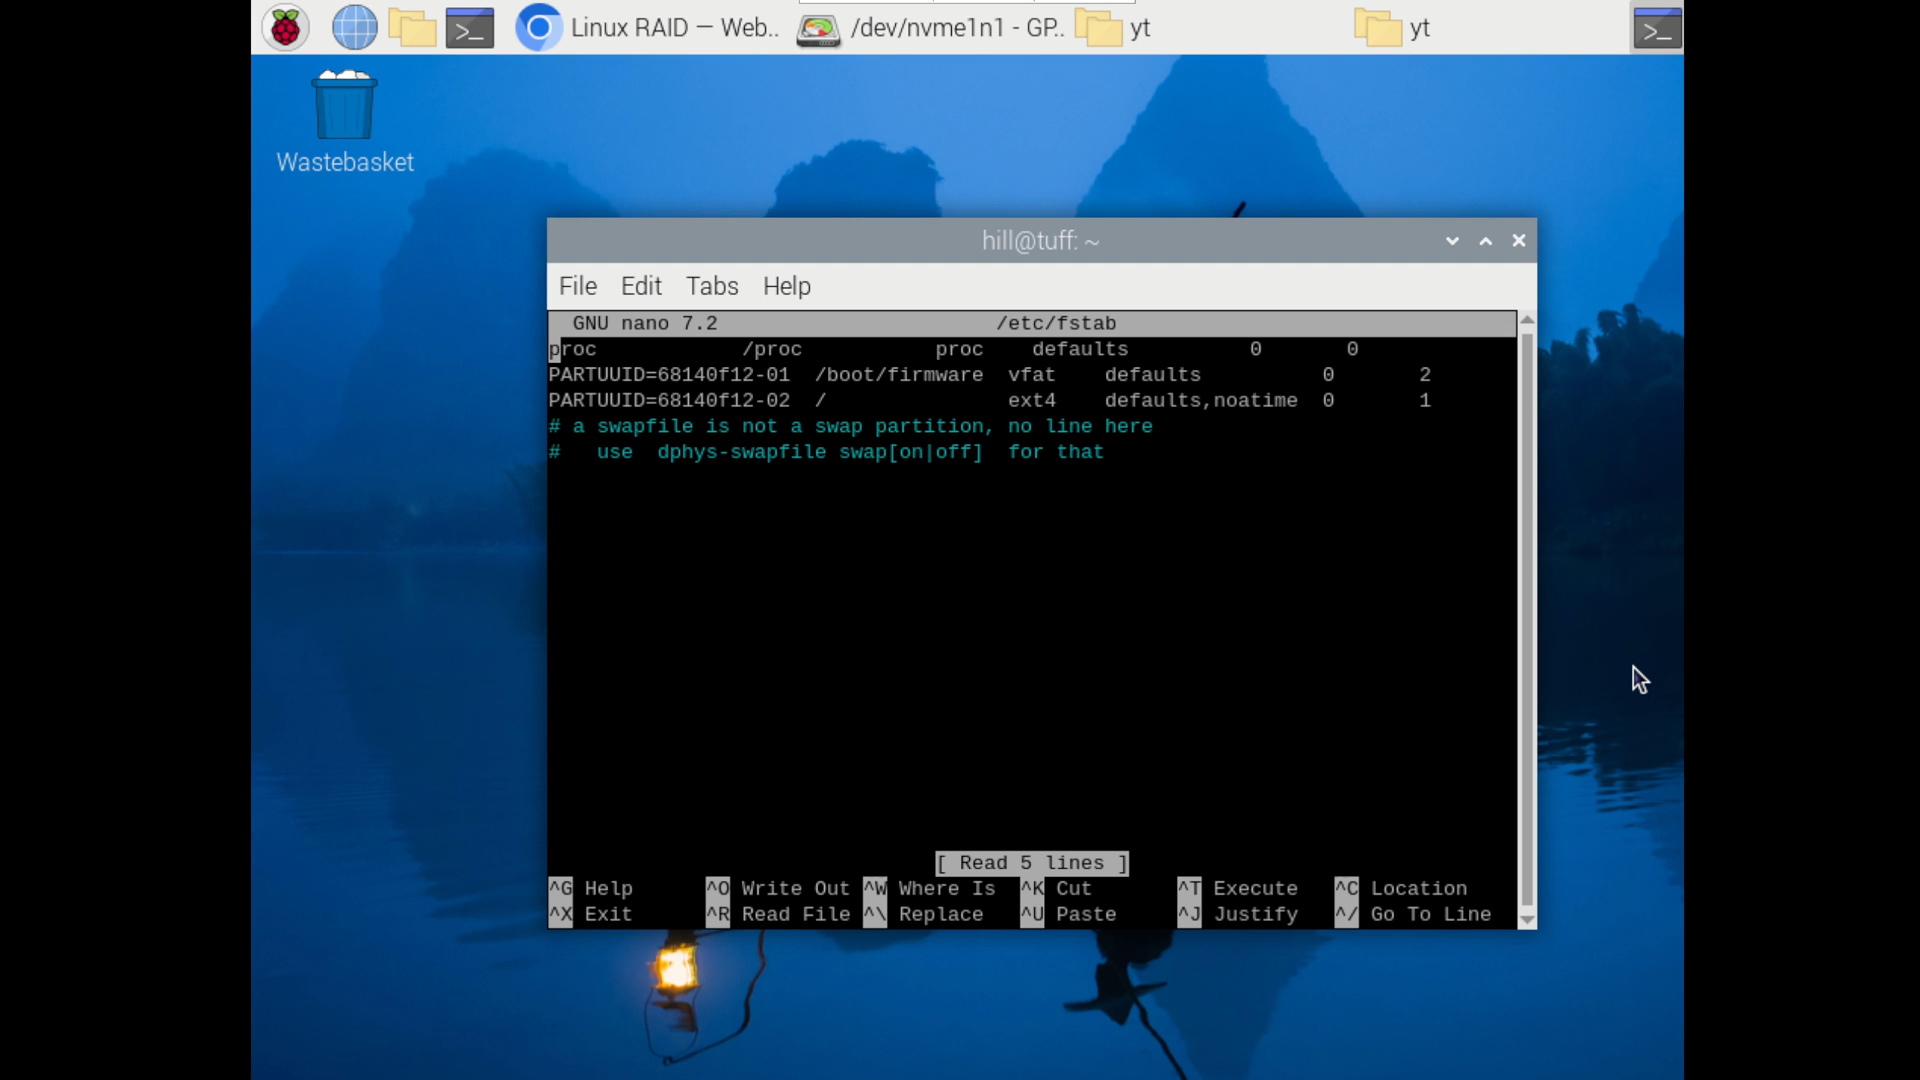 Linux RAID — Web.. /dev/nvme1n1 - GP.. yt yt
Wastebasket
hill@tuff: ~
File Edit Tabs Help
GNU nano 7.2 /etc/fstab
proc /proc proc defaults 0 0
PARTUUID=68140f12-01 /boot/firmware vfat defaults 0 2
PARTUUID=68140f12-02 / ext4 defaults,noatime 0 1
# a swapfile is not a swap partition, no line here
# use dphys-swapfile swap[on|off] for that
[ Read 5 lines ]
^G Help ^O Write Out ^W Where Is ^K Cut ^T Execute ^C Location
^X Exit ^R Read File ^\ Replace ^U Paste ^J Justify ^/ Go To Line